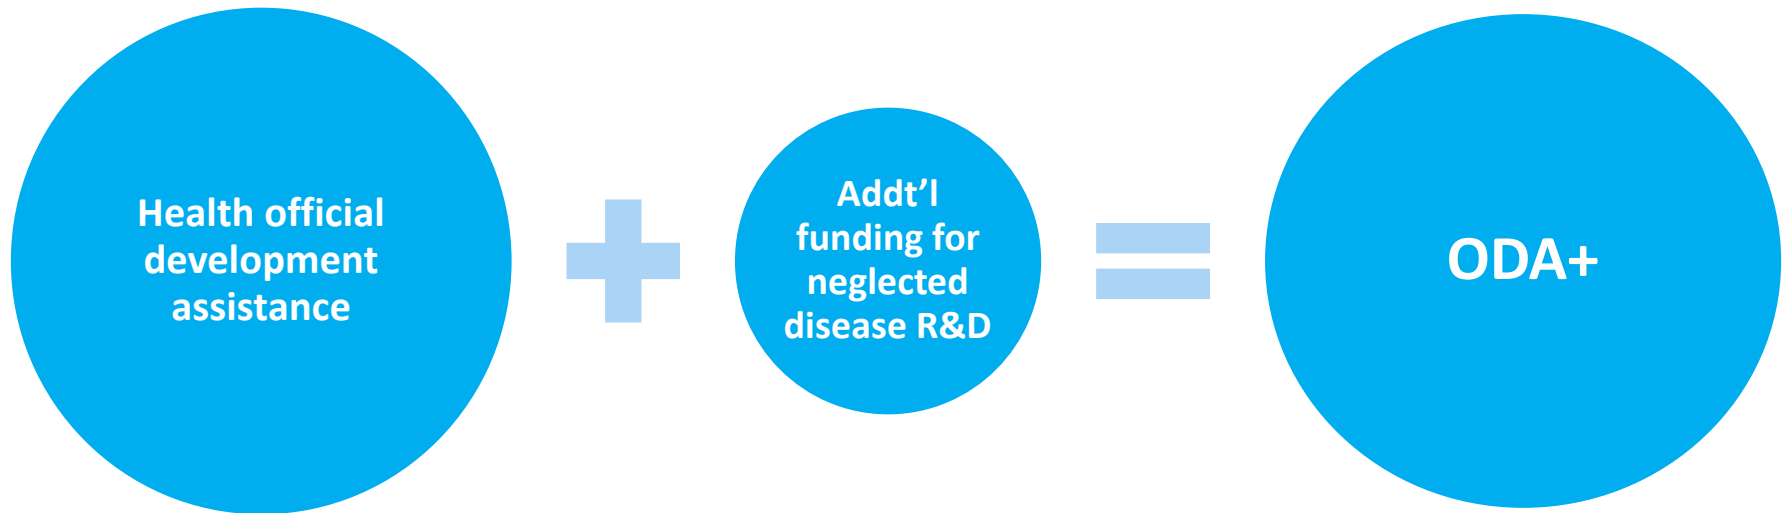 Health official
development
assistance
Addt’l
funding for
neglected
disease R&D
ODA+